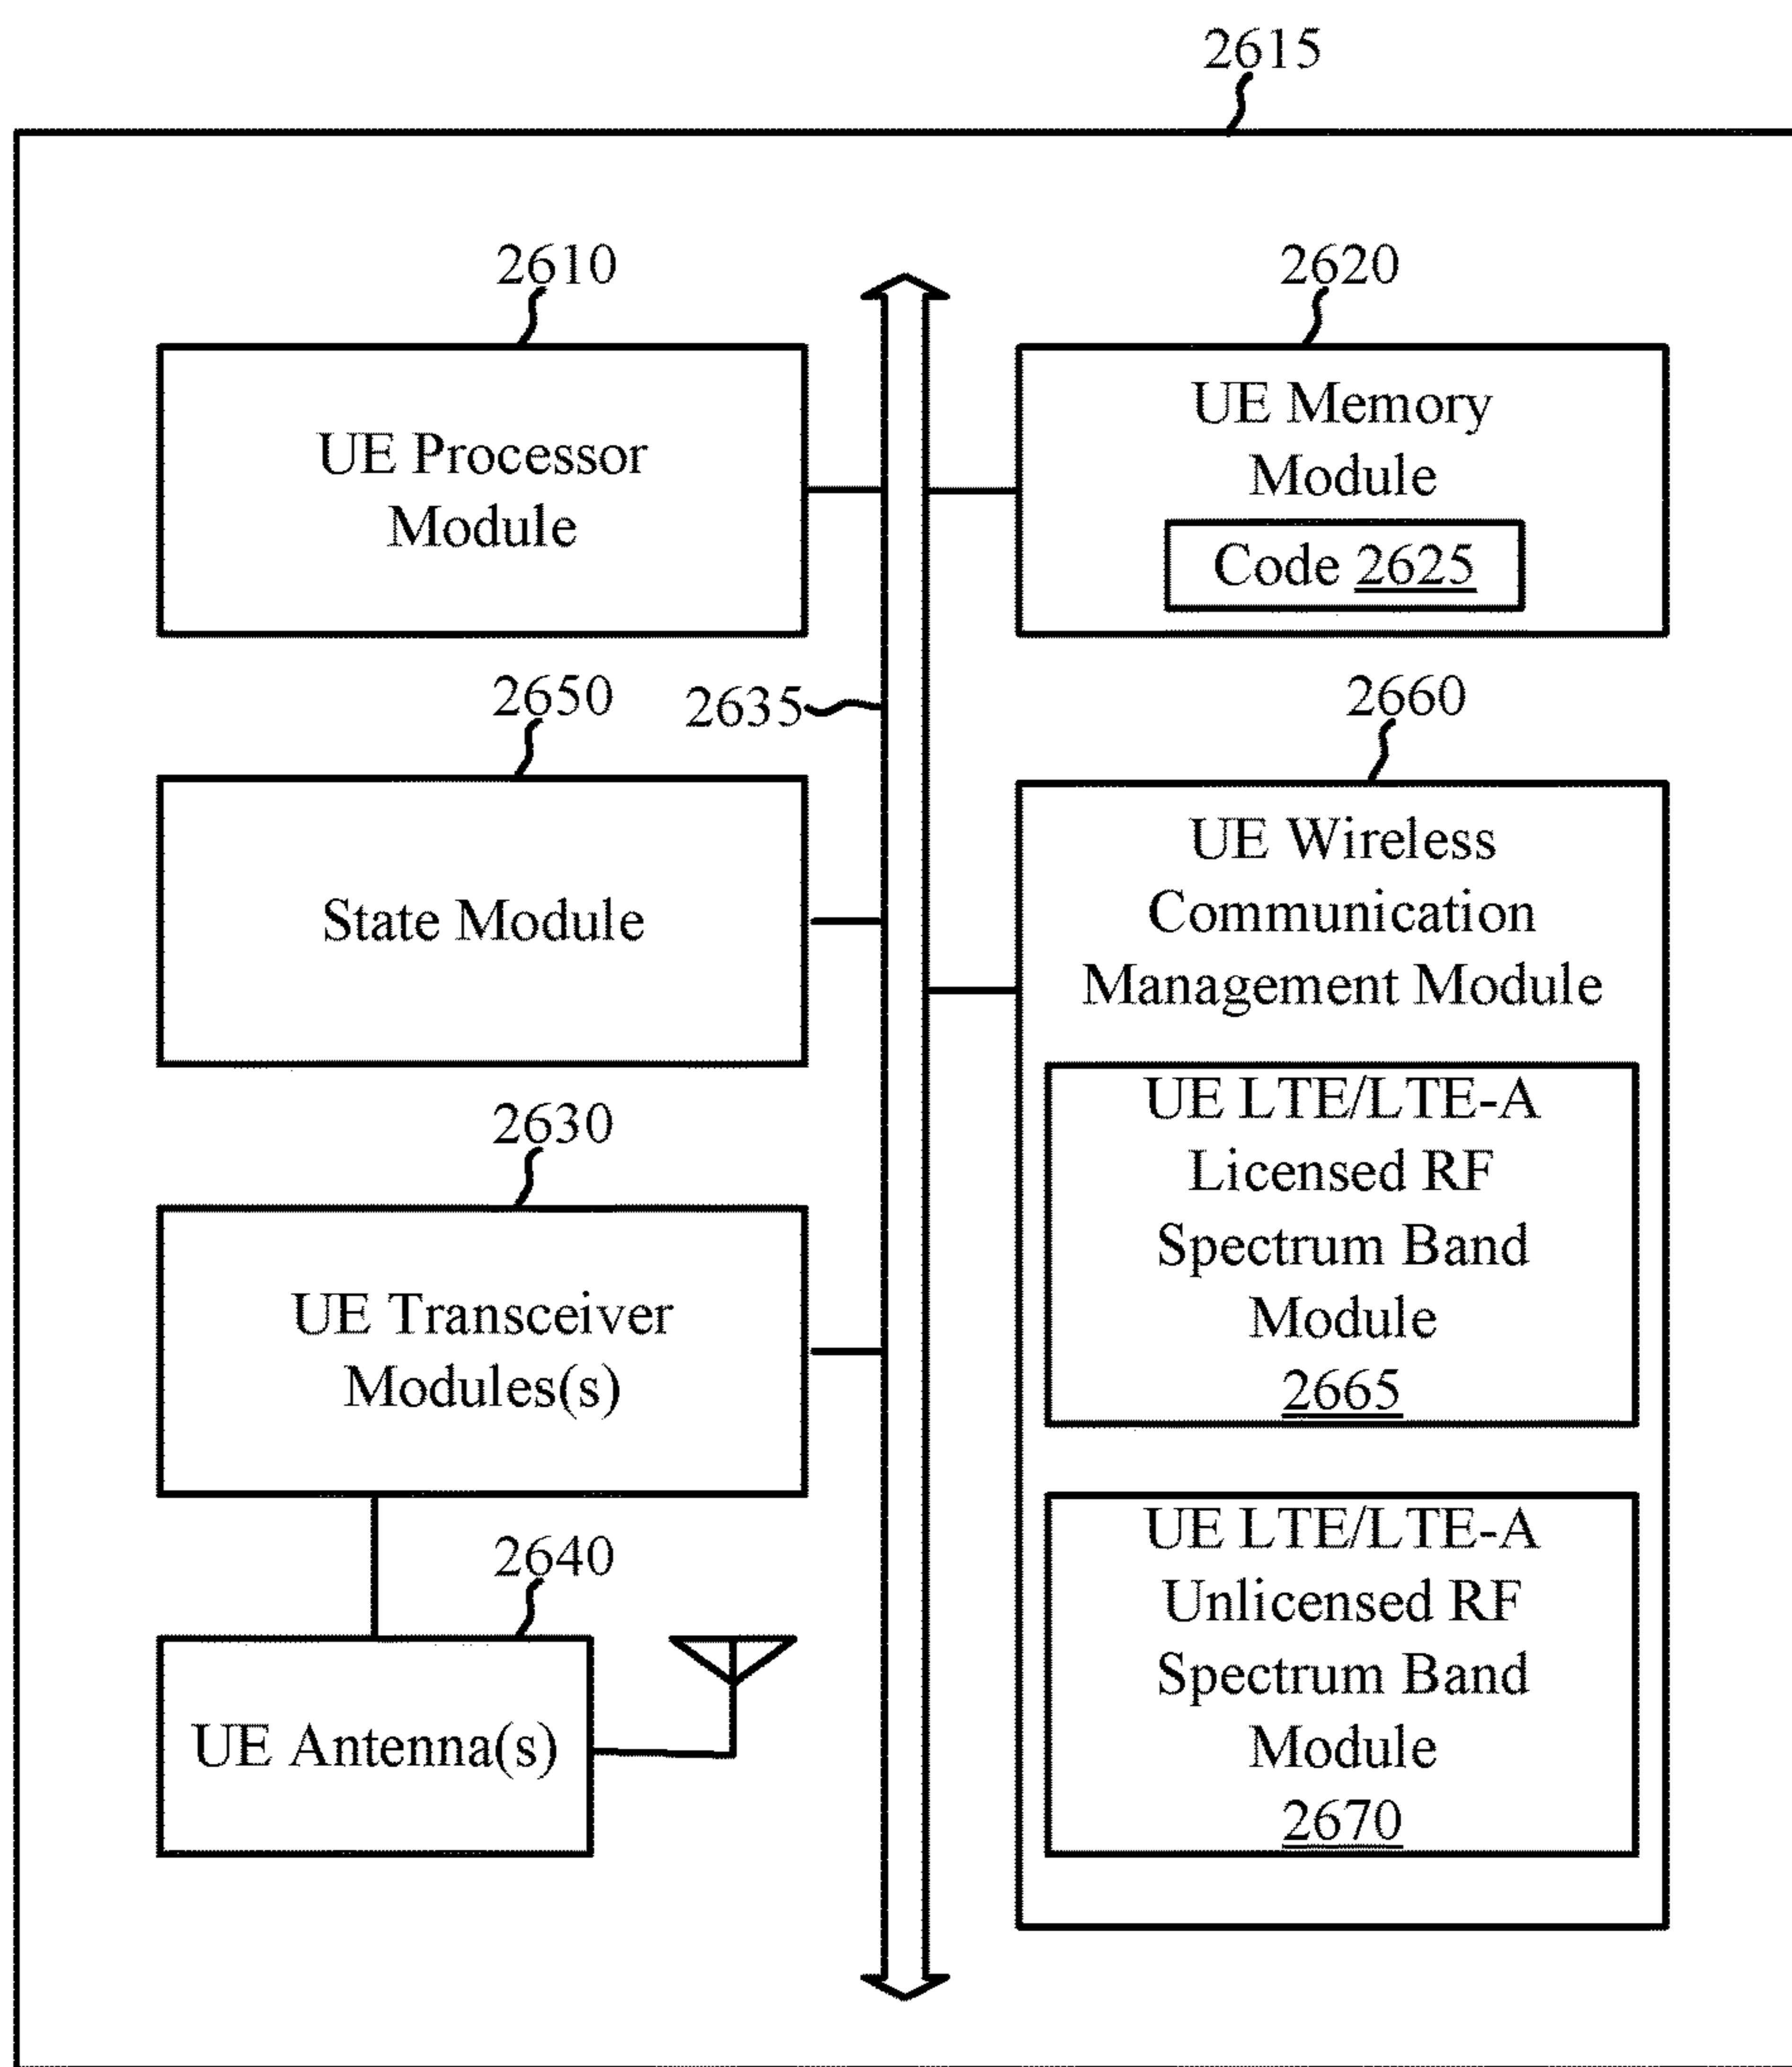 2615
2610
2620
UE Processor
Module
UE Memory
Module
Code 2625
2650
2635
2660
State Module
UE Wireless
Communication
Management Module
UE LTE/LTE-A
Licensed RF
Spectrum Band
Module
2665
2630
UE Transceiver
Modules(s)
2640
UE Antenna(s)
UE LTE/LTE-A
Unlicensed RF
Spectrum Band
Module
2670